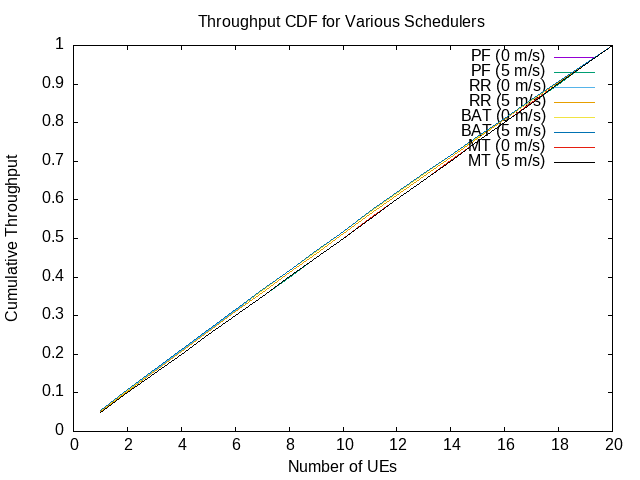 Throughput CDF for Various Schedulers
1
0.9
0.8
0.7
0.6
0.5
0.4
0.3
0.2
0.1
0
Cumulative Throughput
PF (0 m/s)
PF (5 m/s)
RR (0 m/s)
RR (5 m/s)
BAT (0 m/s)
BAT (5 m/s)
MT (0 m/s)
MT (5 m/s)
0 2 4 6 8 10 12 14 16 18 20
Number of UEs